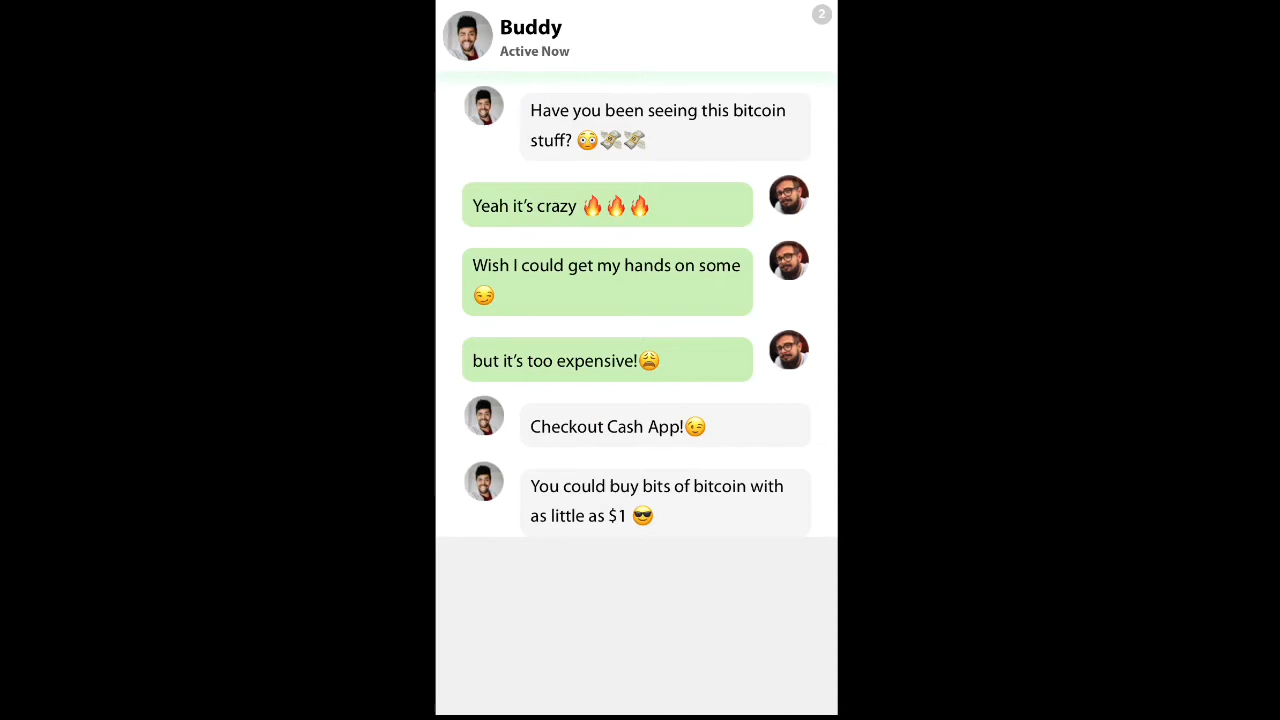 Buddy
Active Now
2
Have you been seeing this bitcoin
stuff? 😳💸💸
Yeah it’s crazy 🔥🔥🔥
Wish I could get my hands on some
😏
but it’s too expensive!😩
Checkout Cash App!😉
You could buy bits of bitcoin with
as little as $1 😎